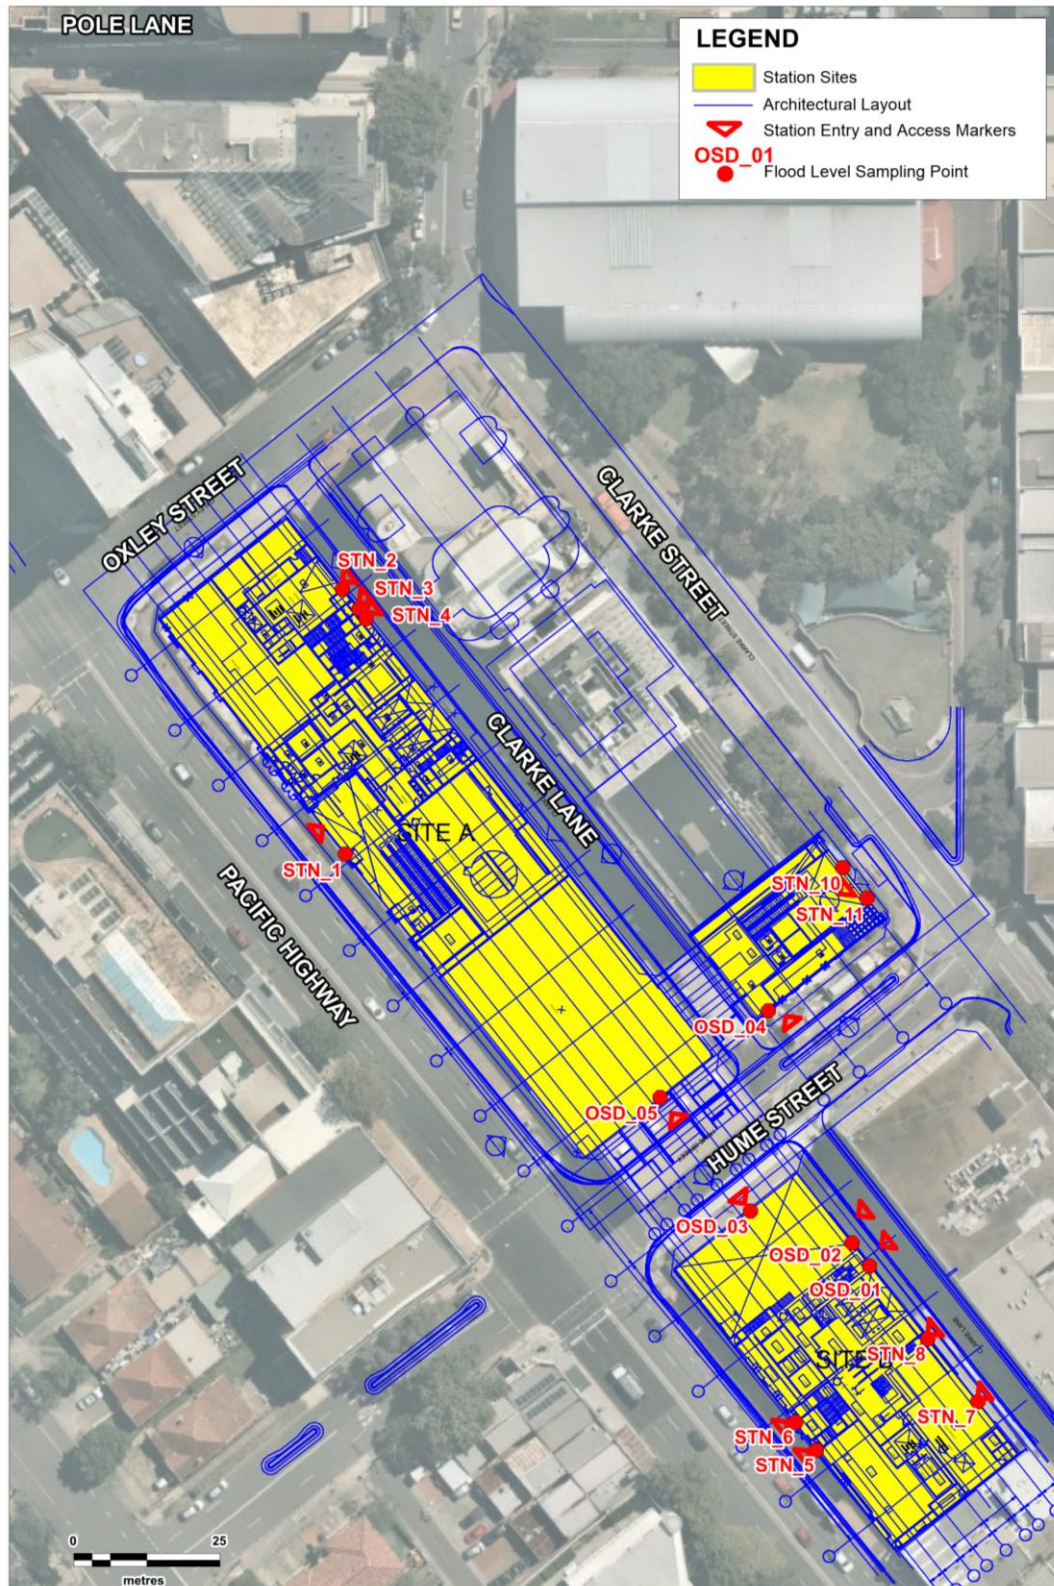 POLE LANE
LEGEND
Station Sites
Architectural Layout
Station Entry and Access Markers
OSD_01
Flood Level Sampling Point
OXLEY STREET
CLARKE STREET
CLARKE STREET
STN_2
STN_3
STN_4
CLARKE LANE
SITE A
STN_1
PACIFIC HIGHWAY
STN_10
STN_11
OSD_04
OSD_05
HUME STREET
OSD_03
OSD_02
OSD_01
STN_8
SITE
STN_7
STN_6
STN_5
0 25
metres